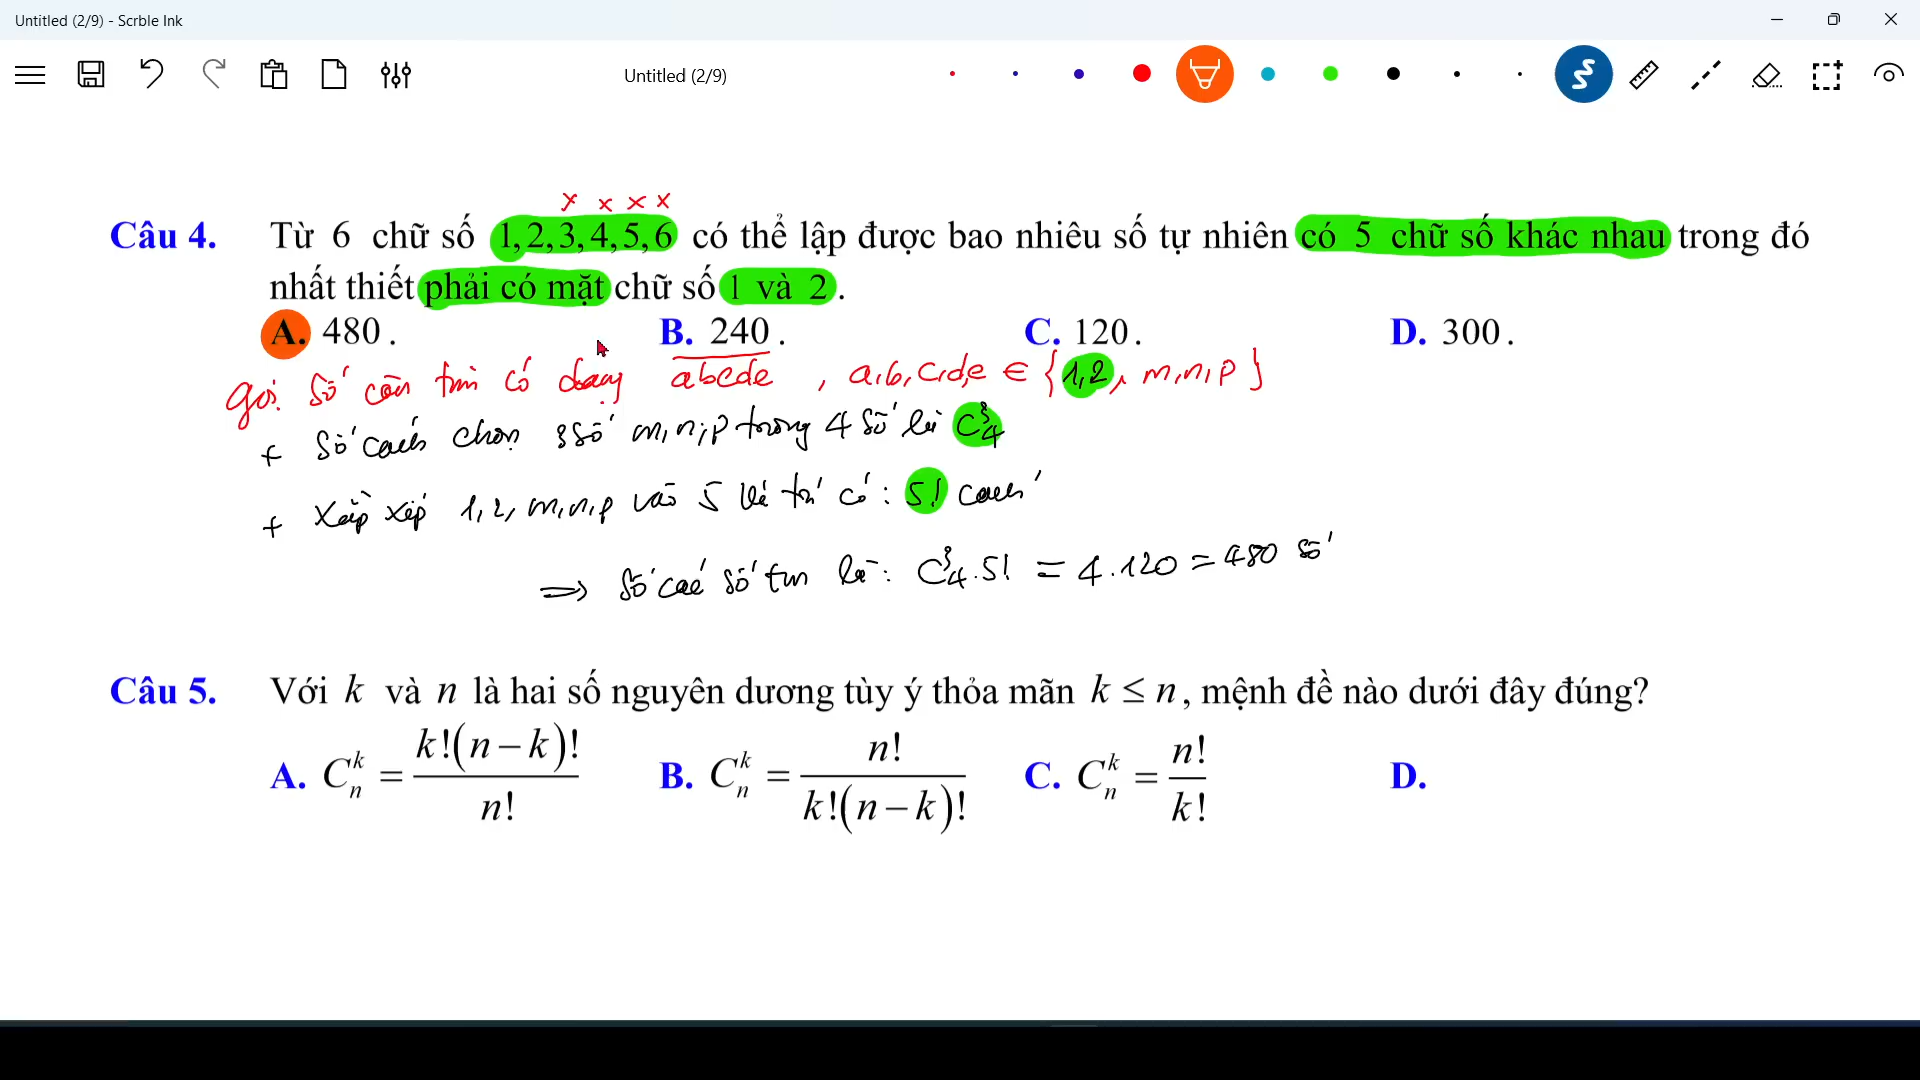 Untitled (2/9) - Scrble Ink
Untitled (2/9)
x x x x
Câu 4. Từ 6 chữ số 1,2,3,4,5,6 có thể lập được bao nhiêu số tự nhiên có 5 chữ số khác nhau trong đó
nhất thiết phải có mặt chữ số 1 và 2.
A. 480. B. 240. C. 120. D. 300.
gọi số cần tìm có dạng abcde, a,b,c,d,e ∈ {1,2, m,n,p}
+ Số cách chọn 3 số m,n,p trong 4 số là C³₄
+ Xắp xếp 1,2,m,n,p vào 5 vị trí có: 5! cách
⇒ Số các số tìm là: C³₄.5! = 4.120 = 480 số
Câu 5. Với k và n là hai số nguyên dương tùy ý thỏa mãn k ≤ n, mệnh đề nào dưới đây đúng?
A. Cₙᵏ = k!(n−k)!/n! B. Cₙᵏ = n!/k!(n−k)! C. Cₙᵏ = n!/k! D.